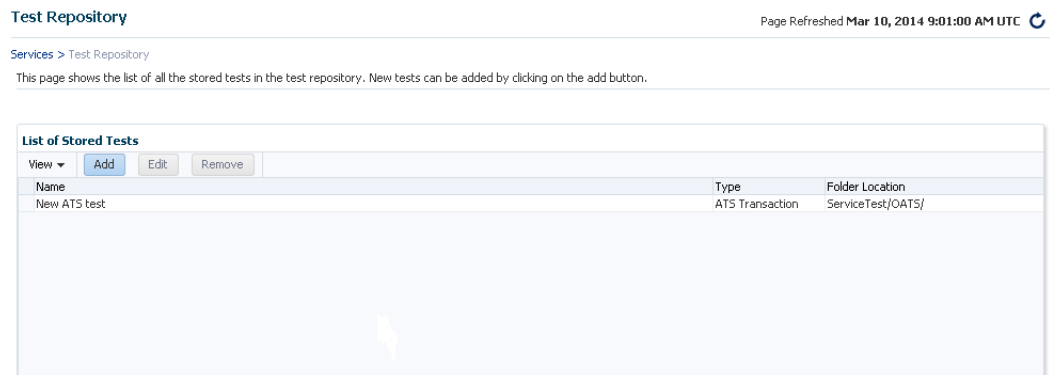 Test Repository
Page Refreshed Mar 10, 2014 9:01:00 AM UTC
Services > Test Repository
This page shows the list of all the stored tests in the test repository. New tests can be added by clicking on the add button.
List of Stored Tests
View Add Edit Remove
Name Type Folder Location
New ATS test ATS Transaction ServiceTest/OATS/